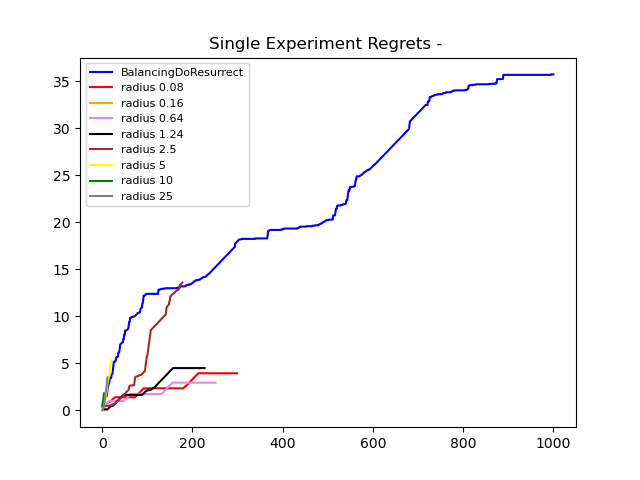 Single Experiment Regrets -
BalancingDoResurrect
radius 0.08
radius 0.16
radius 0.64
radius 1.24
radius 2.5
radius 5
radius 10
radius 25
35
30
25
20
15
10
5
0
0 200 400 600 800 1000